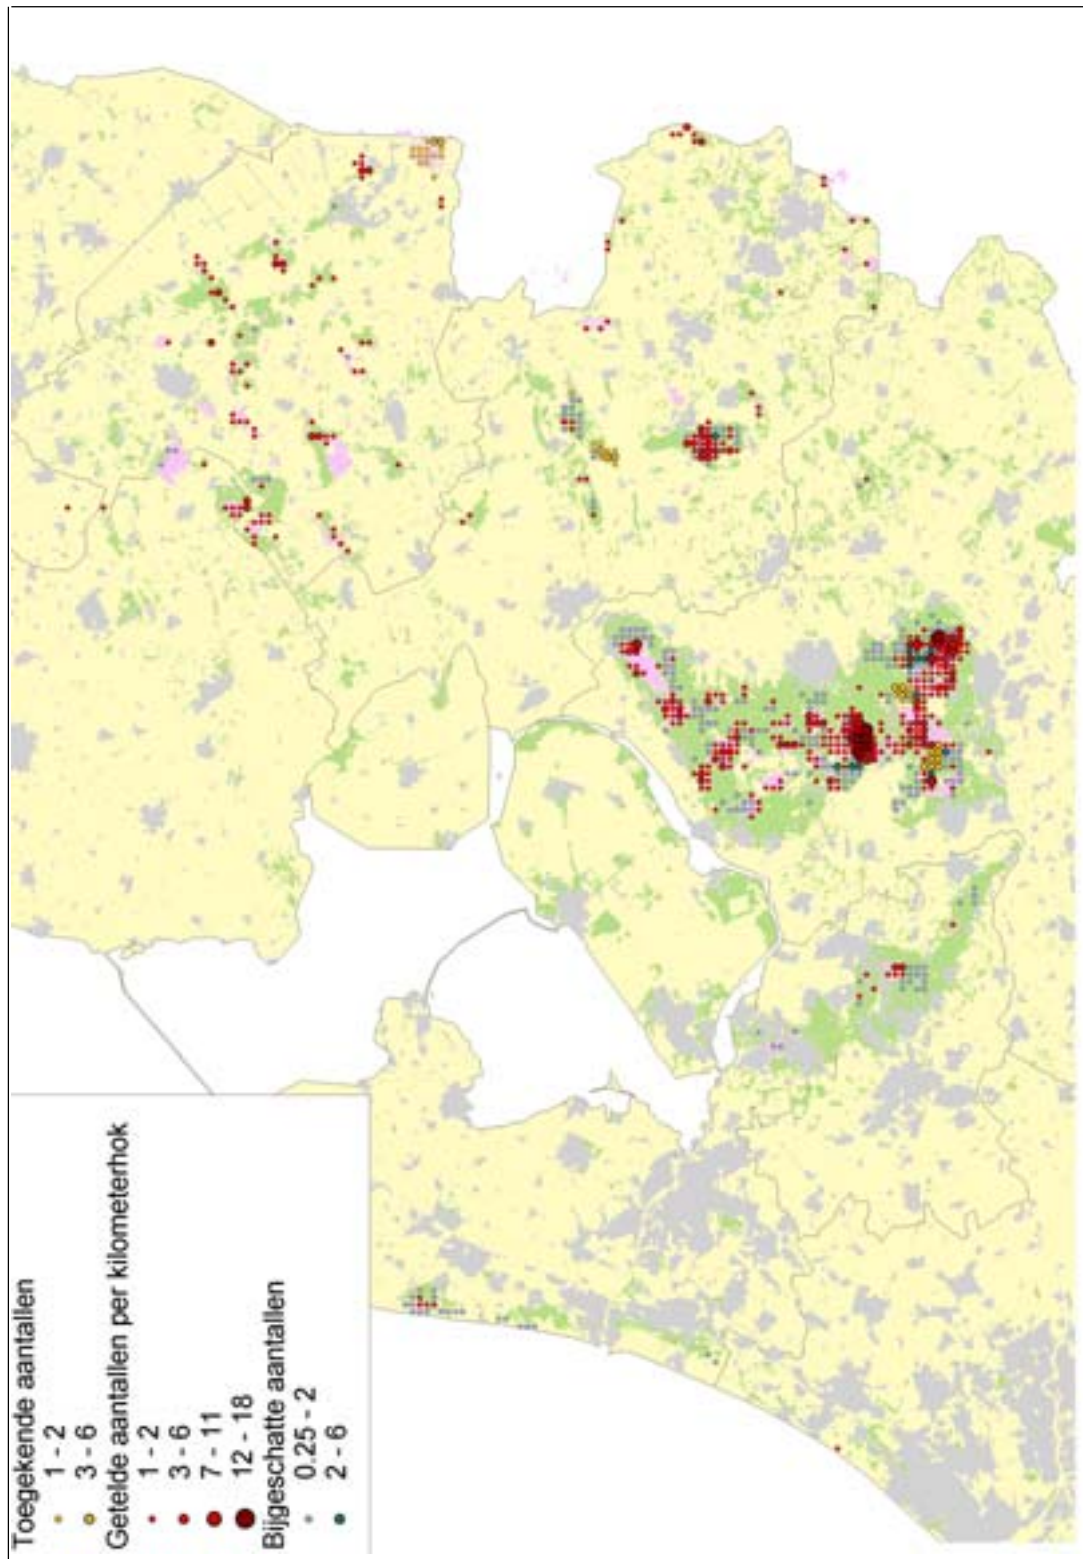 Toegekende aantallen
1 - 2
3 - 6
Getelde aantallen per kilometerhok
1 - 2
3 - 6
7 - 11
12 - 18
Bijgeschatte aantallen
0.25 - 2
2 - 6